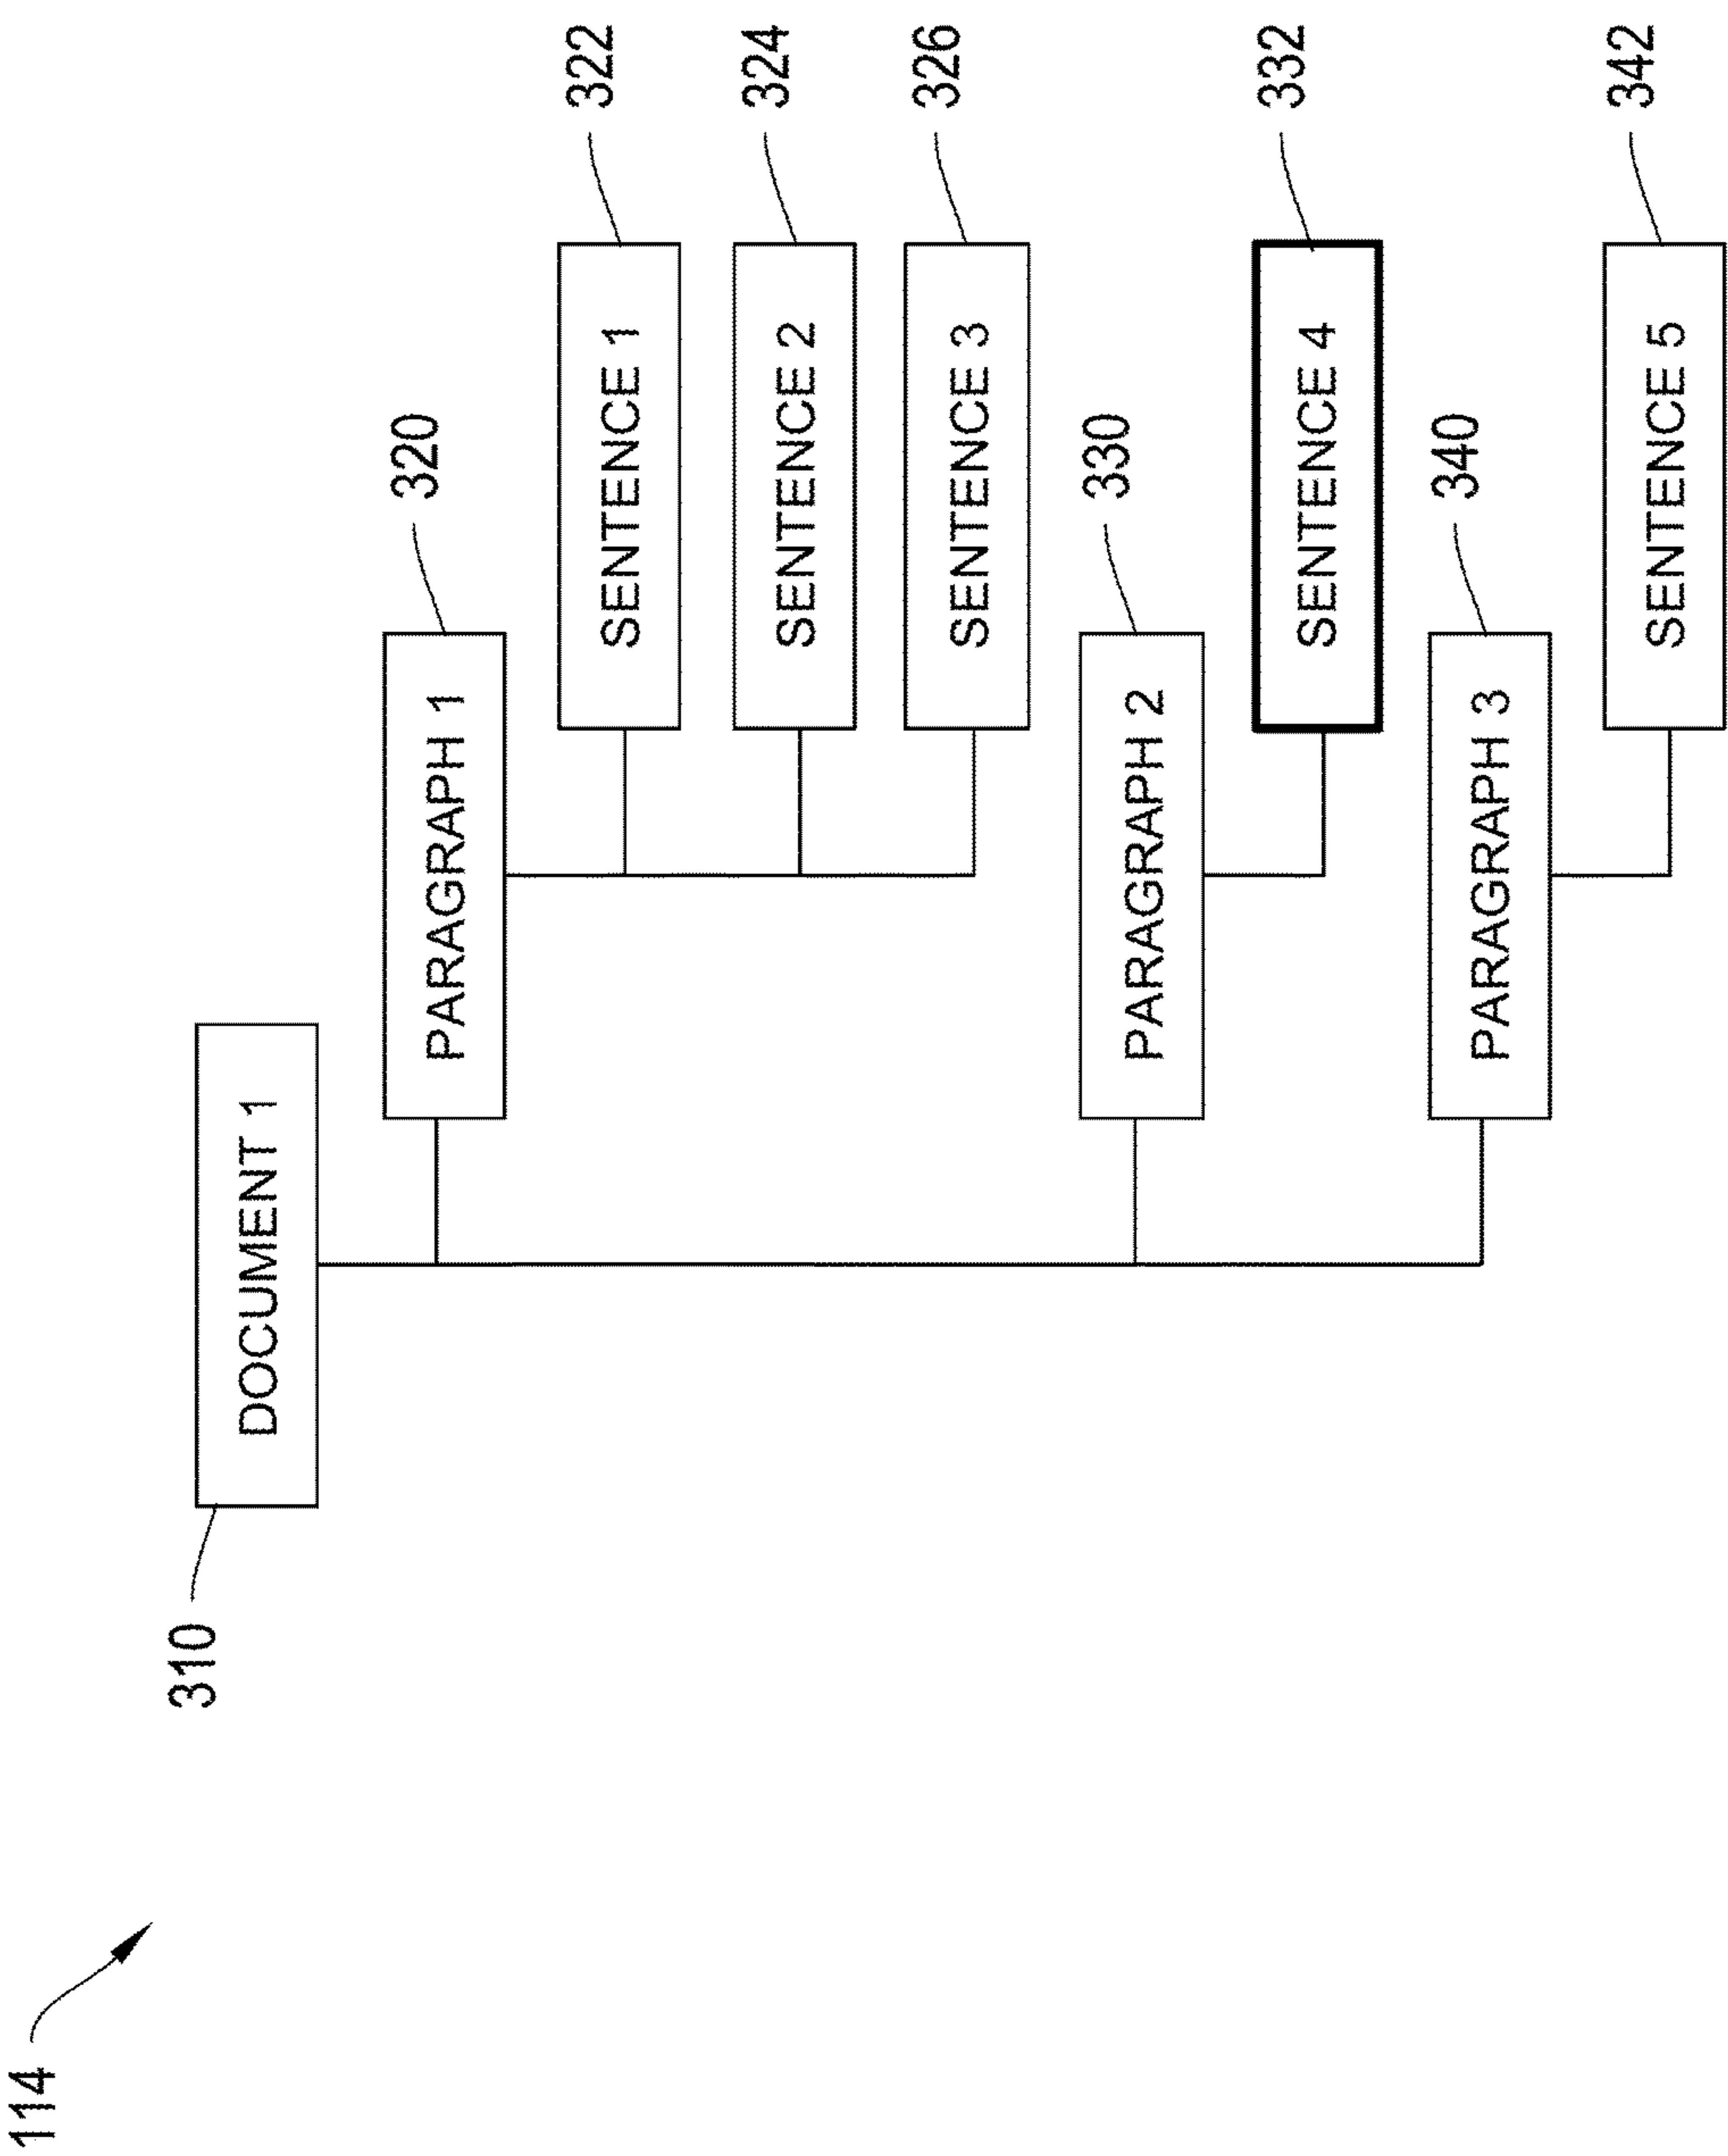 114
310
DOCUMENT 1
PARAGRAPH 1
320
SENTENCE 1
322
SENTENCE 2
324
SENTENCE 3
326
PARAGRAPH 2
330
SENTENCE 4
332
PARAGRAPH 3
340
SENTENCE 5
342